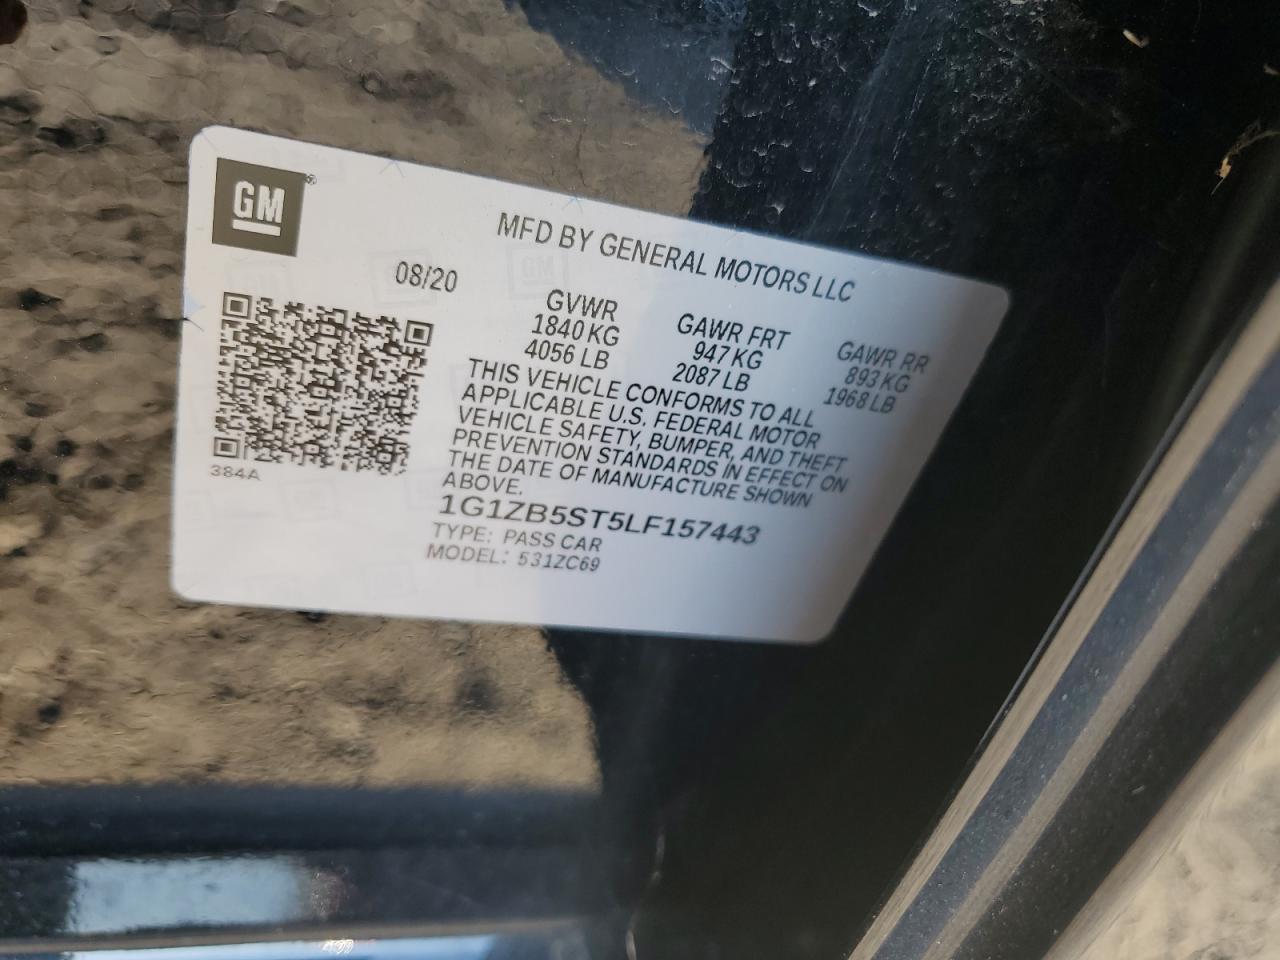 GM
MFD BY GENERAL MOTORS LLC
08/20
GVWR
1840 KG
4056 LB
GAWR FRT
947 KG
2087 LB
GAWR RR
893 KG
1968 LB
THIS VEHICLE CONFORMS TO ALL
APPLICABLE U.S. FEDERAL MOTOR
VEHICLE SAFETY, BUMPER, AND THEFT
PREVENTION STANDARDS IN EFFECT ON
THE DATE OF MANUFACTURE SHOWN
ABOVE.
384A
1G1ZB5ST5LF157443
TYPE: PASS CAR
MODEL: 531ZC69